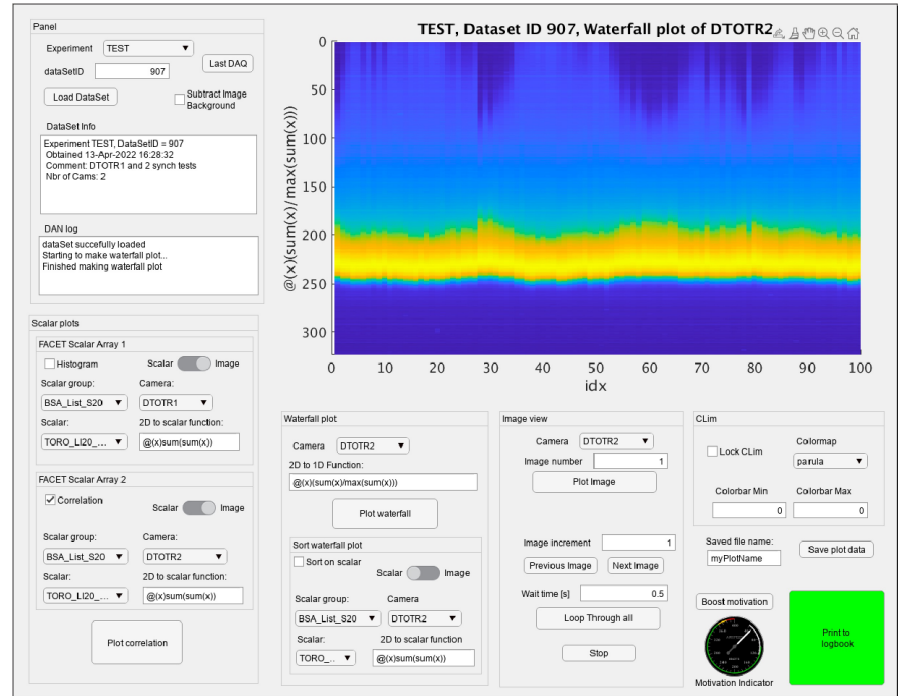 Panel
Experiment TEST
dataSetID 907 Last DAQ
Load DataSet Subtract Image Background
DataSet Info
Experiment TEST, DataSetID = 907
Obtained 13-Apr-2022 16:28:32
Comment: DTOTR1 and 2 synch tests
Nbr of Cams: 2
DAN log
dataSet succefully loaded
Starting to make waterfall plot...
Finished making waterfall plot
TEST, Dataset ID 907, Waterfall plot of DTOTR2
@(x)(sum(x)/max(sum(x)))
0
50
100
150
200
250
300
0 10 20 30 40 50 60 70 80 90 100
idx
Scalar plots
FACET Scalar Array 1
Histogram Scalar Image
Scalar group: Camera:
BSA_List_S20 DTOTR1
Scalar: 2D to scalar function:
TORO_LI20_... @(x)sum(sum(x))
FACET Scalar Array 2
Correlation Scalar Image
Scalar group: Camera:
BSA_List_S20 DTOTR2
Scalar: 2D to scalar function:
TORO_LI20_... @(x)sum(sum(x))
Plot correlation
Waterfall plot
Camera DTOTR2
2D to 1D Function:
@(x)(sum(x)/max(sum(x)))
Plot waterfall
Sort waterfall plot
Sort on scalar
Scalar Image
Scalar group: Camera
BSA_List_S20 DTOTR2
Scalar: 2D to scalar function
TORO_.. @(x)sum(sum(x))
Image view
Camera DTOTR2
Image number 1
Plot Image
Image increment 1
Previous Image Next Image
Wait time [s] 0.5
Loop Through all
Stop
CLim
Lock CLim Collormap
parula
Colorbar Min Colorbar Max
0 0
Saved file name:
myPlotName Save plot data
Boost motivation
Print to
logbook
Motivation Indicator